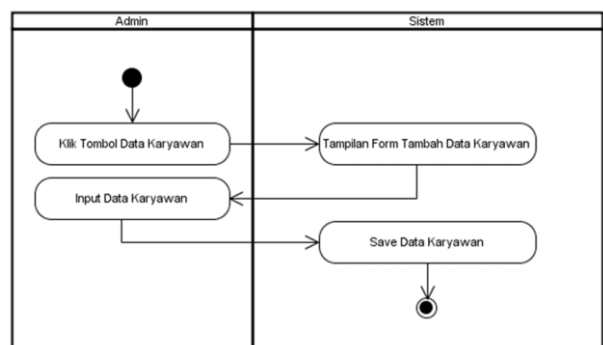 Admin
Sistem
Klik Tombol Data Karyawan
Tampilan Form Tambah Data Karyawan
Input Data Karyawan
Save Data Karyawan